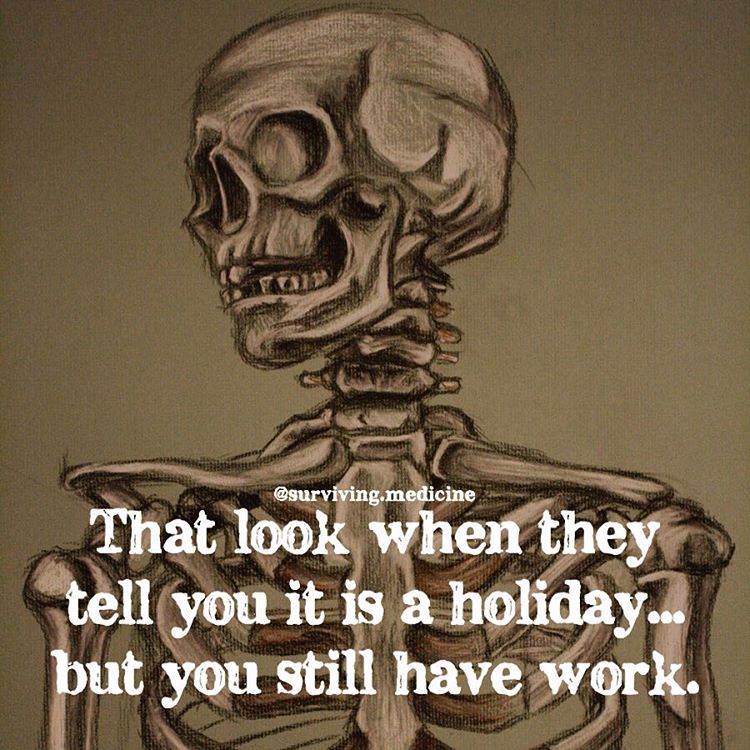 @surviving.medicine
That look when they
tell you it is a holiday...
but you still have work.